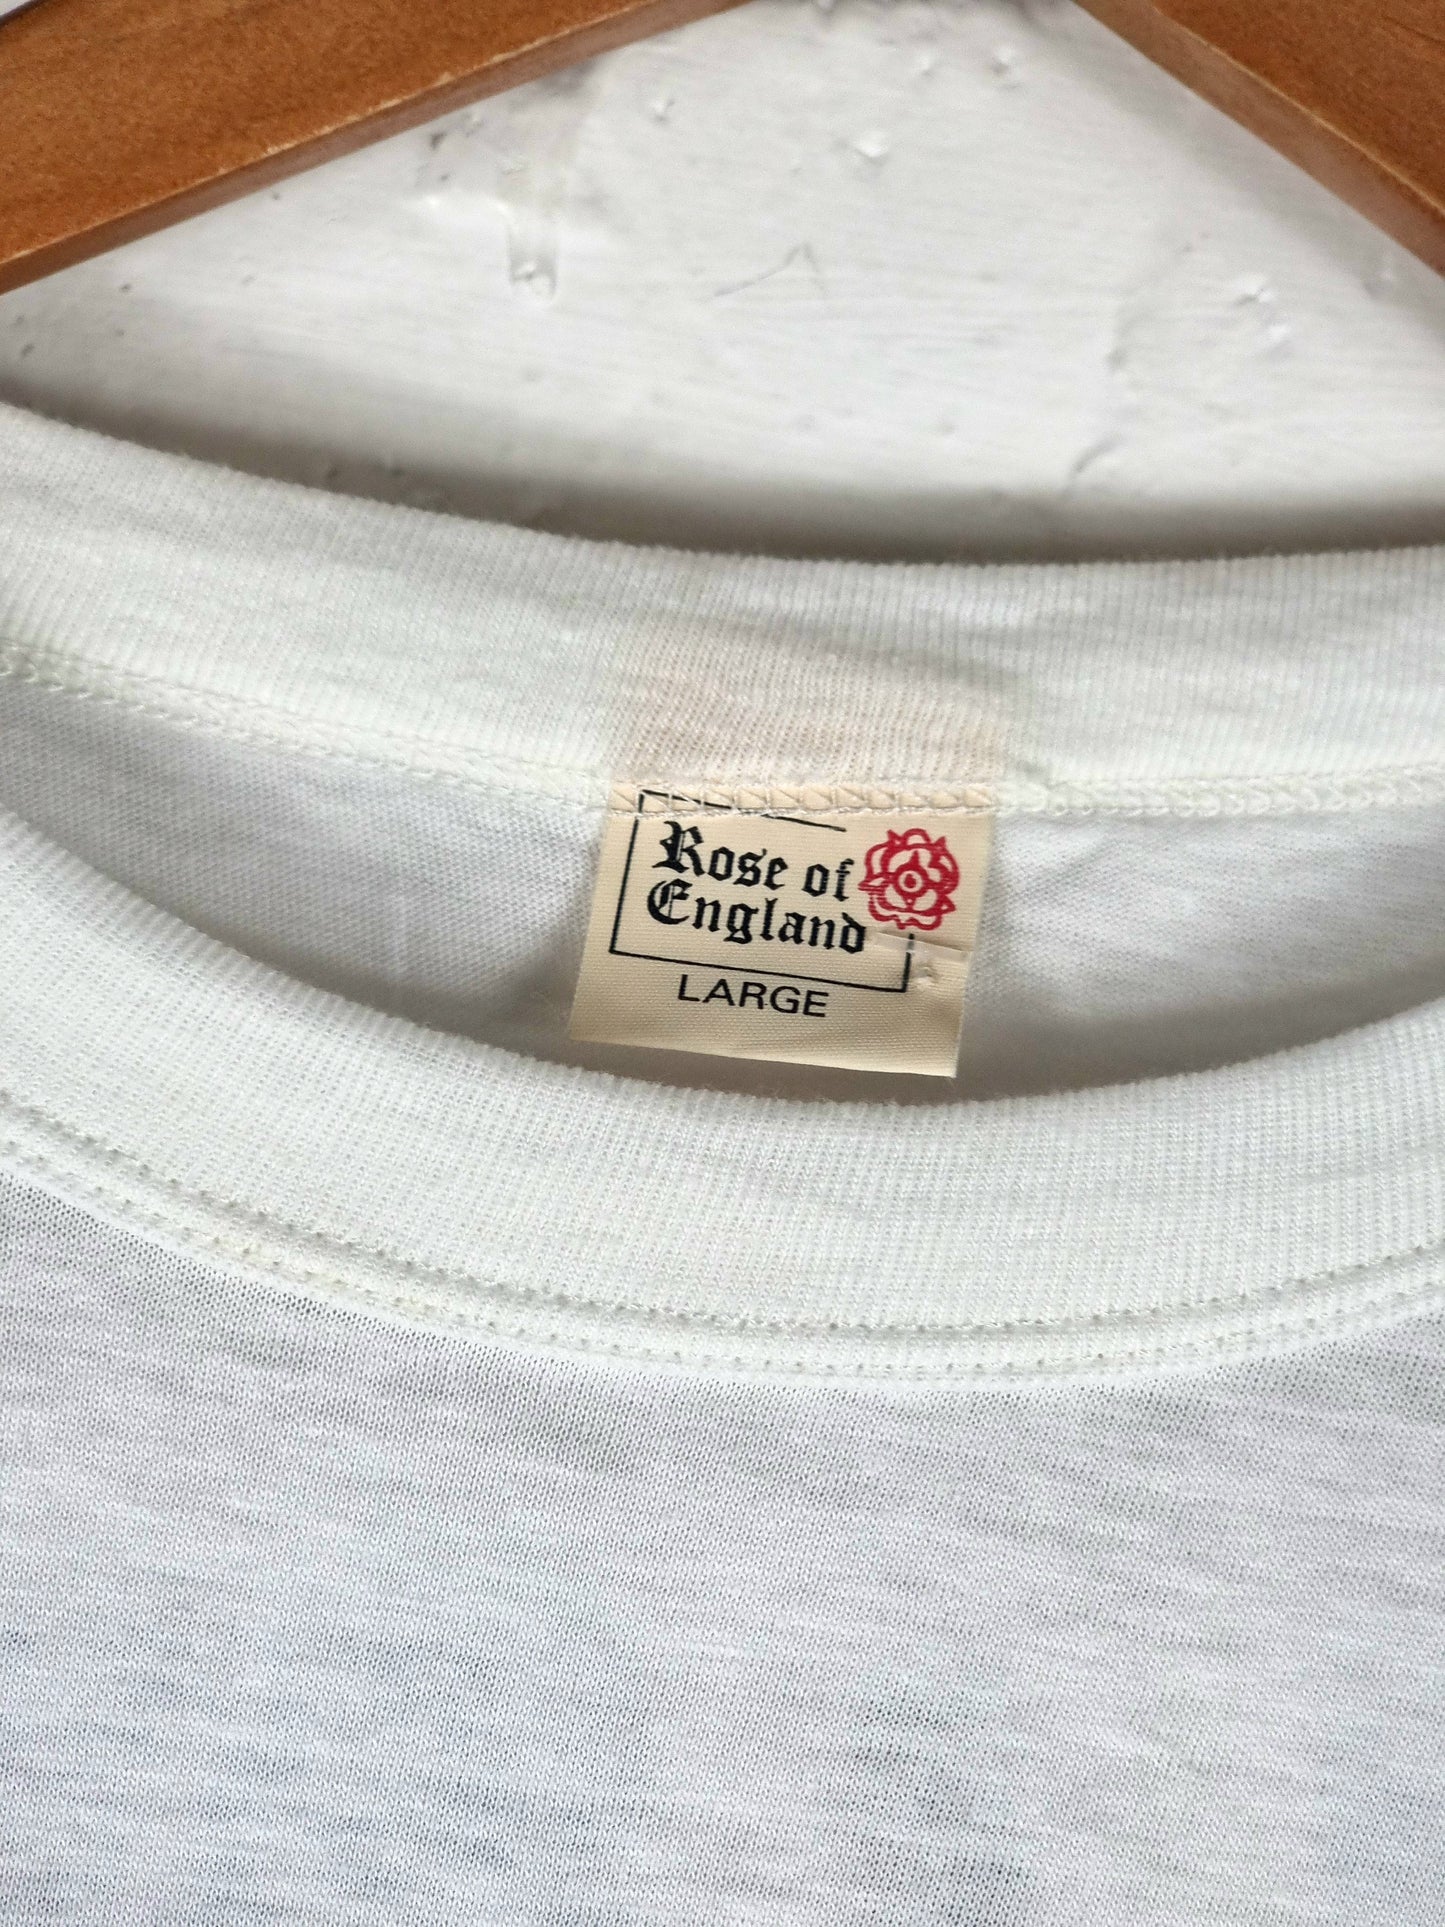 Rose of
England
LARGE